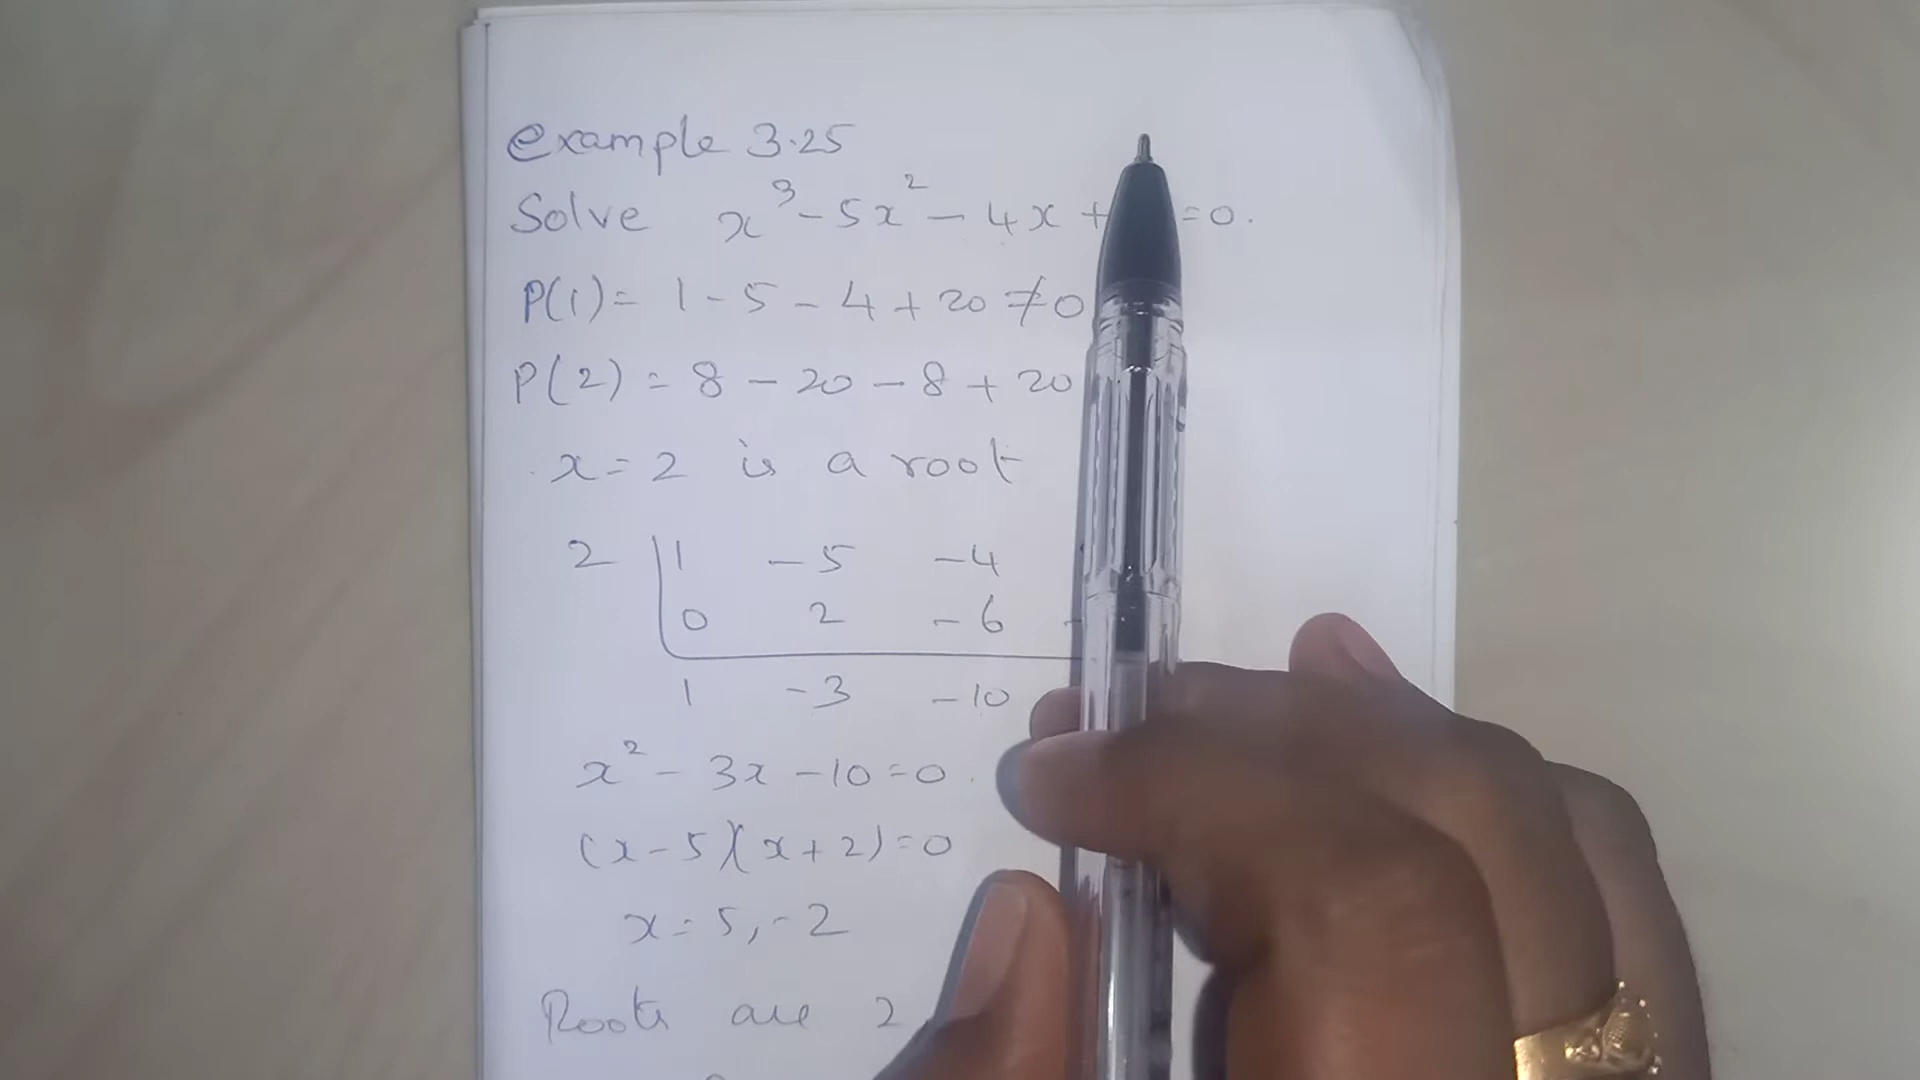 example 3.25
Solve x³ - 5x² - 4x + = 0.
P(1) = 1 - 5 - 4 + 20 ≠ 0
P(2) = 8 - 20 - 8 + 20
x = 2 is a root
2 | 1 -5 -4
0 2 -6 -
1 -3 -10
x² - 3x - 10 = 0.
(x - 5)(x + 2) = 0
x = 5, -2
Roots are 2